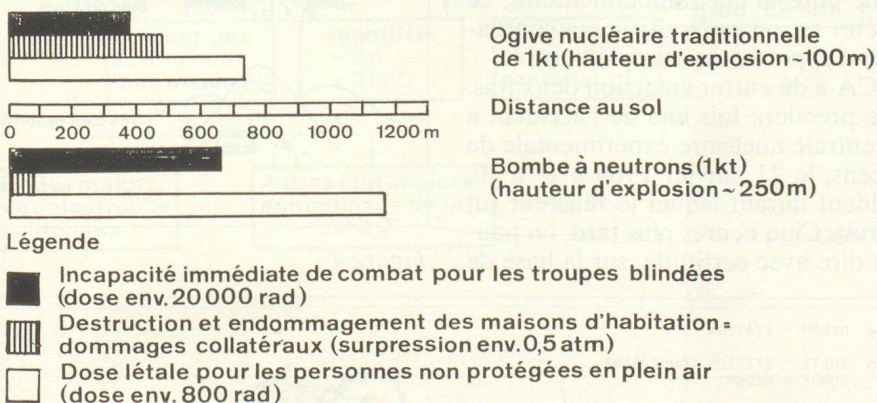 Ogive nucléaire traditionnelle
de 1kt (hauteur d'explosion ~100m)
Distance au sol
0 200 400 600 800 1000 1200 m
Bombe à neutrons (1kt)
(hauteur d'explosion ~250m)
Légende
Incapacité immédiate de combat pour les troupes blindées
(dose env. 20 000 rad)
Destruction et endommagement des maisons d'habitation =
dommages collatéraux (surpression env. 0,5 atm)
Dose létale pour les personnes non protégées en plein air
(dose env. 800 rad)